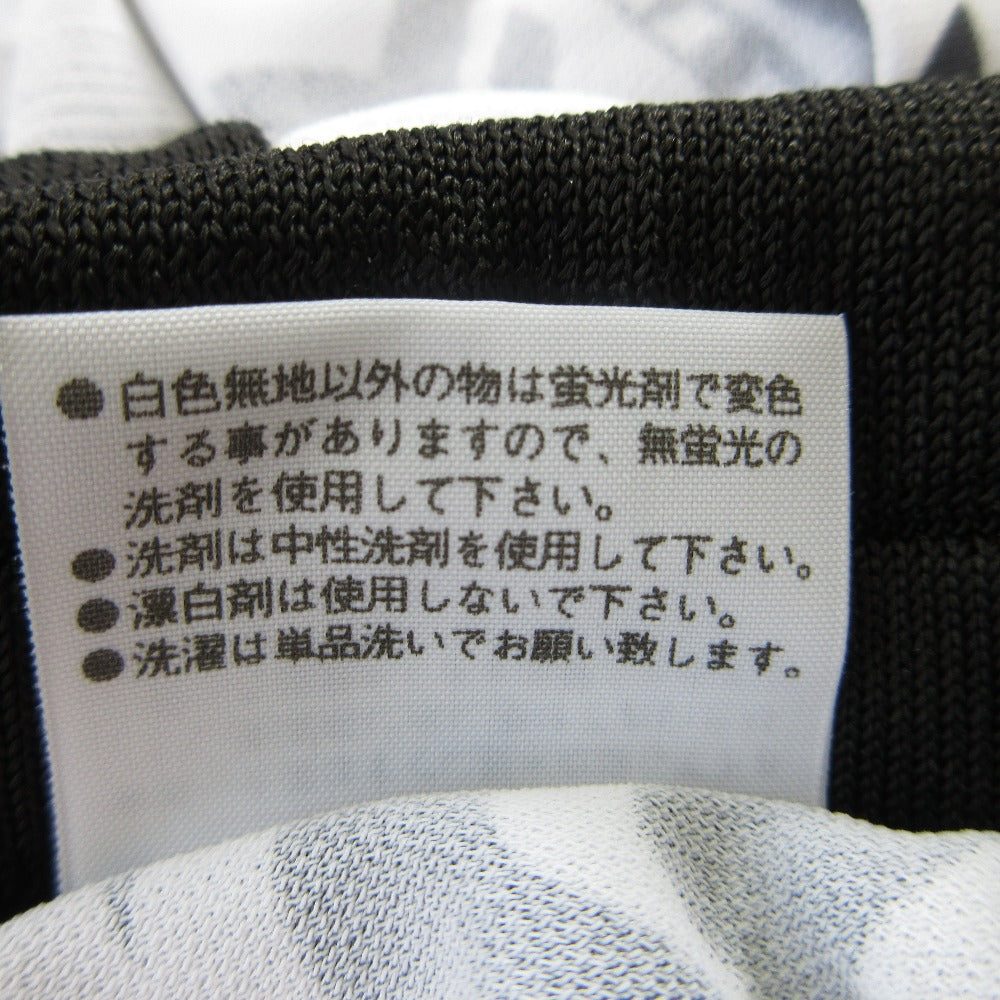 ●白色無地以外の物は蛍光剤で変色
する事がありますので、無蛍光の
洗剤を使用して下さい。
●洗剤は中性洗剤を使用して下さい。
●漂白剤は使用しないで下さい。
●洗濯は単品洗いでお願い致します。